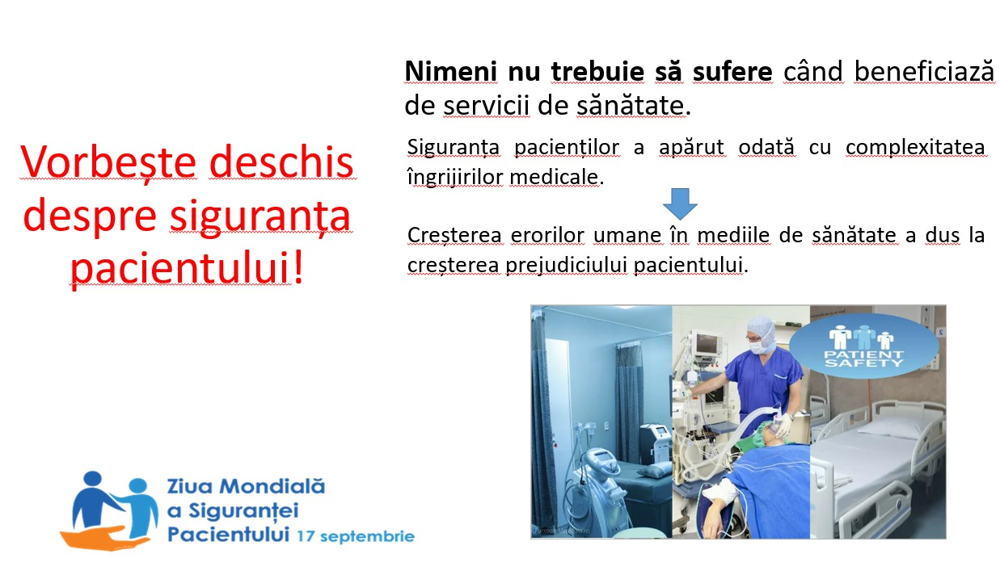 Vorbește deschis
despre siguranța
pacientului!
Nimeni nu trebuie să sufere când beneficiază
de servicii de sănătate.
Siguranța pacienților a apărut odată cu complexitatea
îngrijirilor medicale.
Creșterea erorilor umane în mediile de sănătate a dus la
creșterea prejudiciului pacientului.
PATIENT
SAFETY
2
Ziua Mondială
a Siguranței
Pacientului 17 septembrie